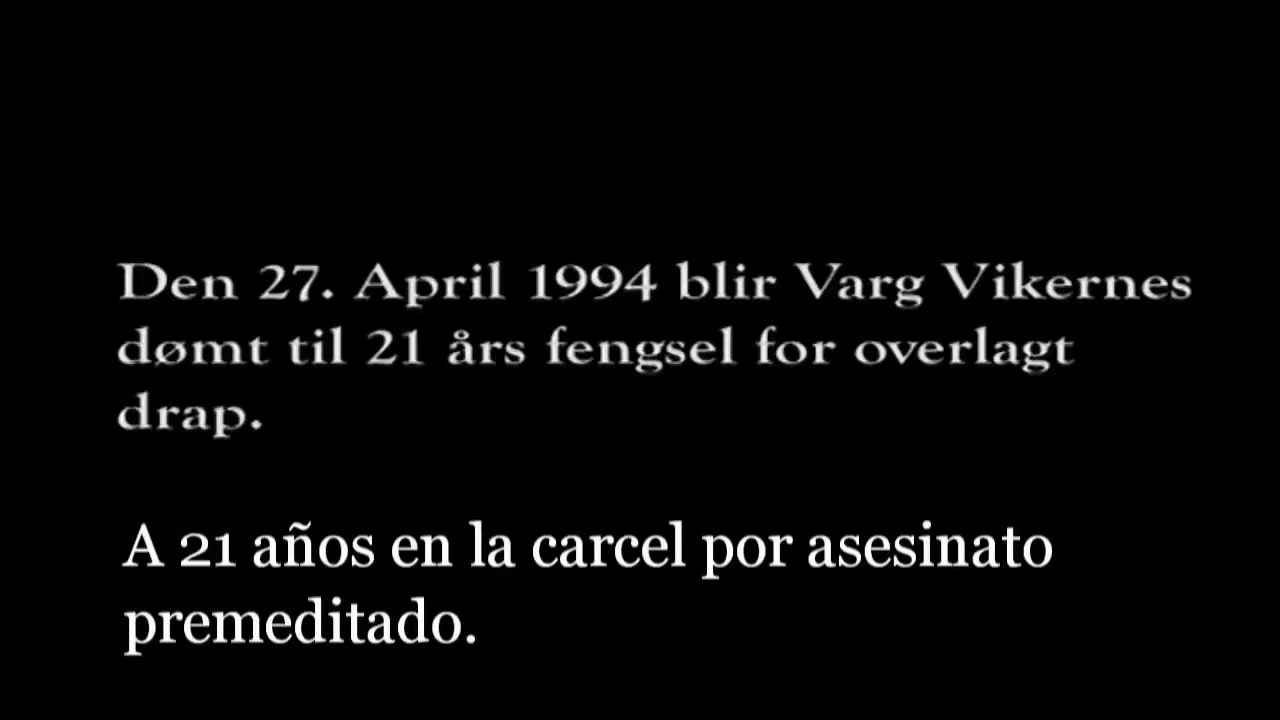 Den 27. April 1994 blir Varg Vikernes
dømt til 21 års fengsel for overlagt
drap.
A 21 años en la carcel por asesinato
premeditado.